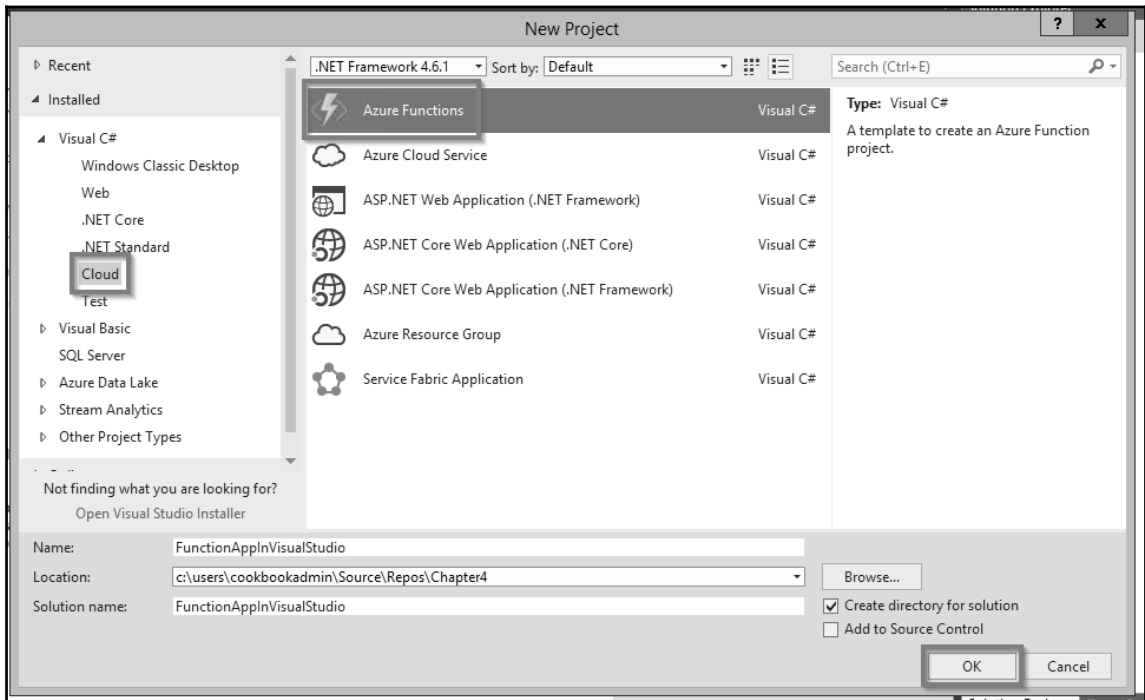 New Project
? x
Recent
Installed
Visual C#
Windows Classic Desktop
Web
.NET Core
.NET Standard
Cloud
Test
Visual Basic
SQL Server
Azure Data Lake
Stream Analytics
Other Project Types
Not finding what you are looking for?
Open Visual Studio Installer
.NET Framework 4.6.1 Sort by: Default
Azure Functions Visual C#
Azure Cloud Service Visual C#
ASP.NET Web Application (.NET Framework) Visual C#
ASP.NET Core Web Application (.NET Core) Visual C#
ASP.NET Core Web Application (.NET Framework) Visual C#
Azure Resource Group Visual C#
Service Fabric Application Visual C#
Search (Ctrl+E)
Type: Visual C#
A template to create an Azure Function
project.
Name: FunctionAppInVisualStudio
Location: c:\users\cookbookadmin\Source\Repos\Chapter4
Browse...
Solution name: FunctionAppInVisualStudio
Create directory for solution
Add to Source Control
OK Cancel